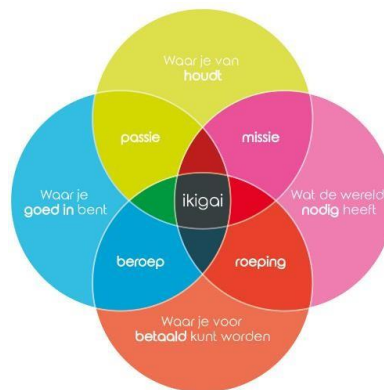 Waar je van
houdt
passie
missie
Waar je
goed in bent
ikigai
Wat de wereld
nodig heeft
beroep
roeping
Waar je voor
betaald kunt worden